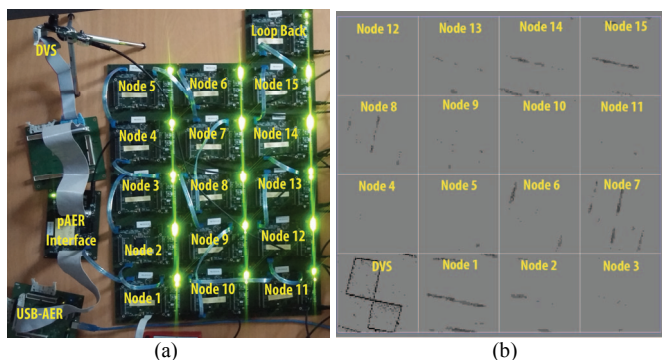 DVS
Loop Back
Node 5
Node 6
Node 15
Node 4
Node 7
Node 14
Node 3
Node 8
Node 13
pAER
Interface
Node 2
Node 9
Node 12
USB-AER
Node 1
Node 10
Node 11
(a)
Node 12
Node 13
Node 14
Node 15
Node 8
Node 9
Node 10
Node 11
Node 4
Node 5
Node 6
Node 7
DVS
Node 1
Node 2
Node 3
(b)